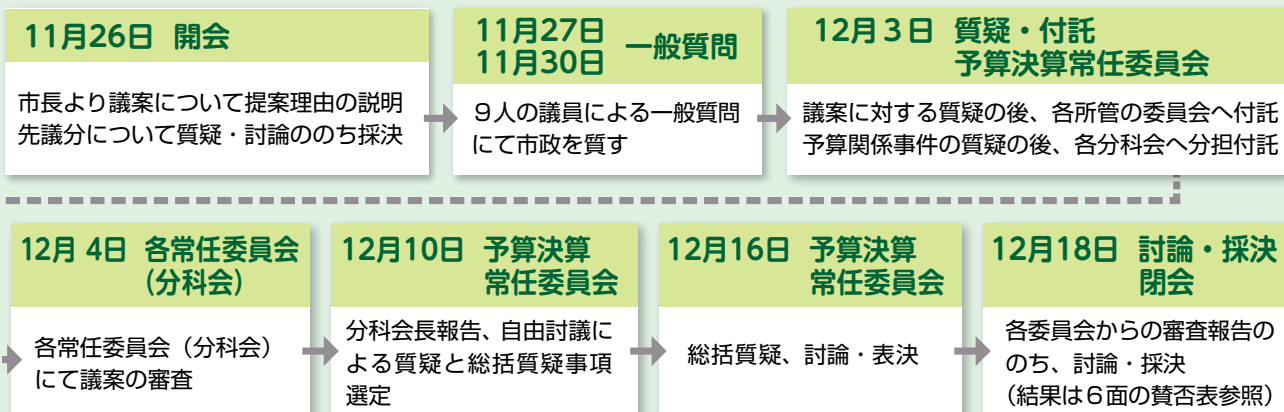 11月26日 開会
市長より議案について提案理由の説明
先議分について質疑・討論ののち採決
11月27日
11月30日 一般質問
９人の議員による一般質問
にて市政を質す
12月３日 質疑・付託
予算決算常任委員会
議案に対する質疑の後、各所管の委員会へ付託
予算関係事件の質疑の後、各分科会へ分担付託
12月 4日 各常任委員会
（分科会）
各常任委員会（分科会）
にて議案の審査
12月10日 予算決算
常任委員会
分科会長報告、自由討議に
よる質疑と総括質疑事項
選定
12月16日 予算決算
常任委員会
総括質疑、討論・表決
12月18日 討論・採決
閉会
各委員会からの審査報告の
のち、討論・採決
（結果は６面の賛否表参照）